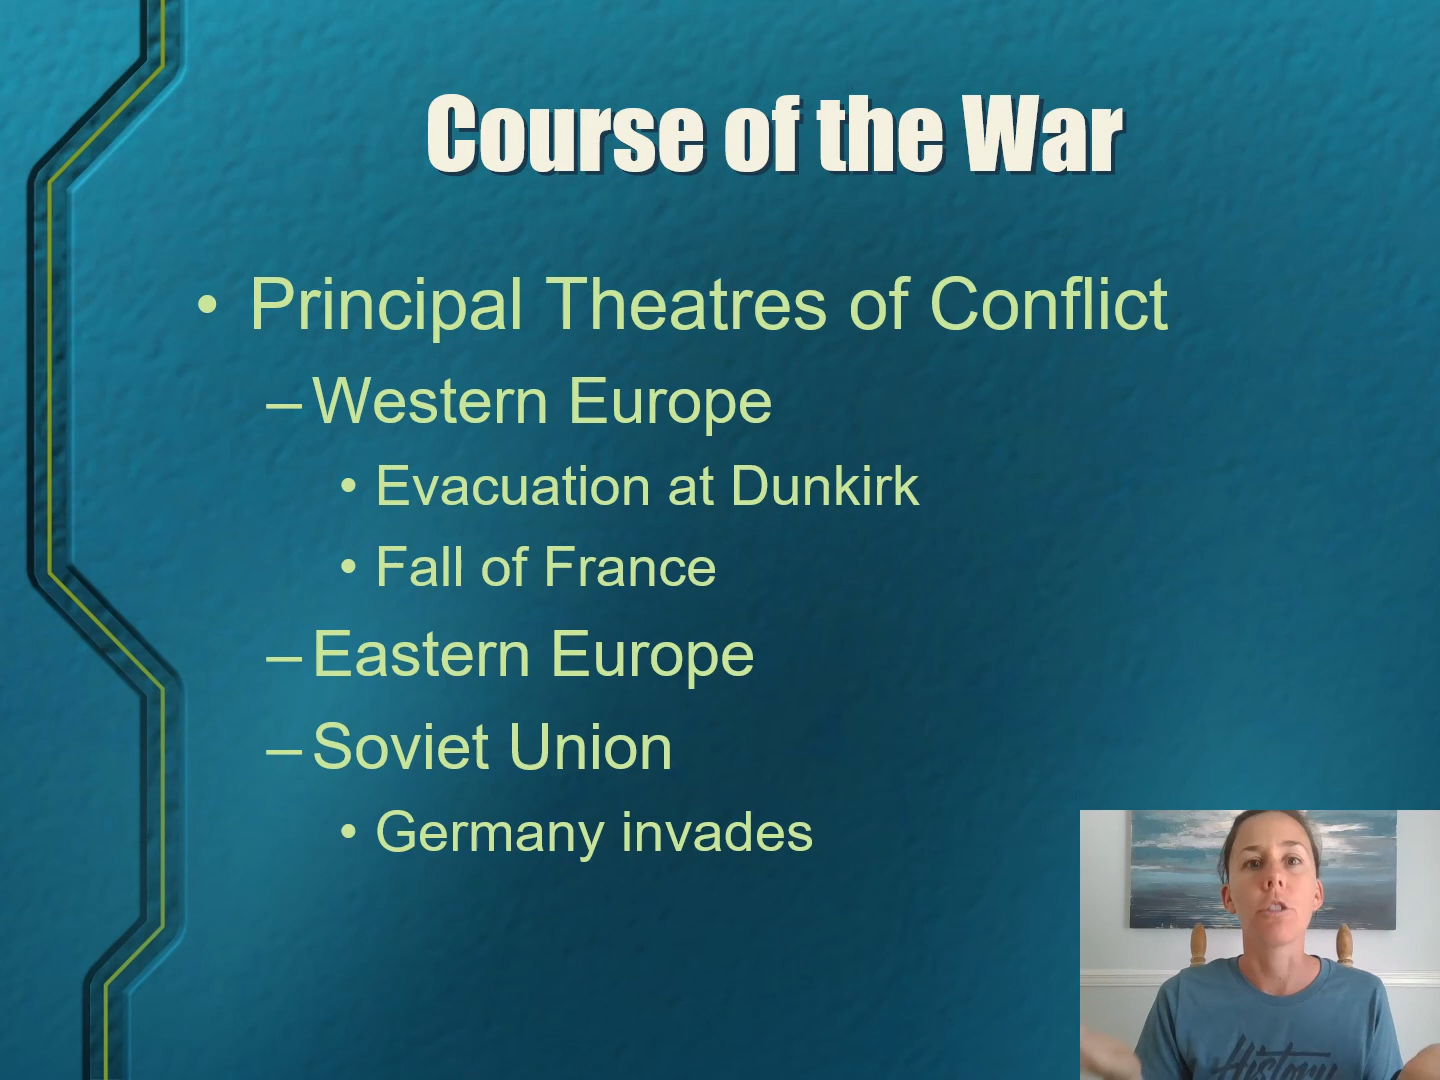 Course of the War
• Principal Theatres of Conflict
– Western Europe
• Evacuation at Dunkirk
• Fall of France
– Eastern Europe
– Soviet Union
• Germany invades
History